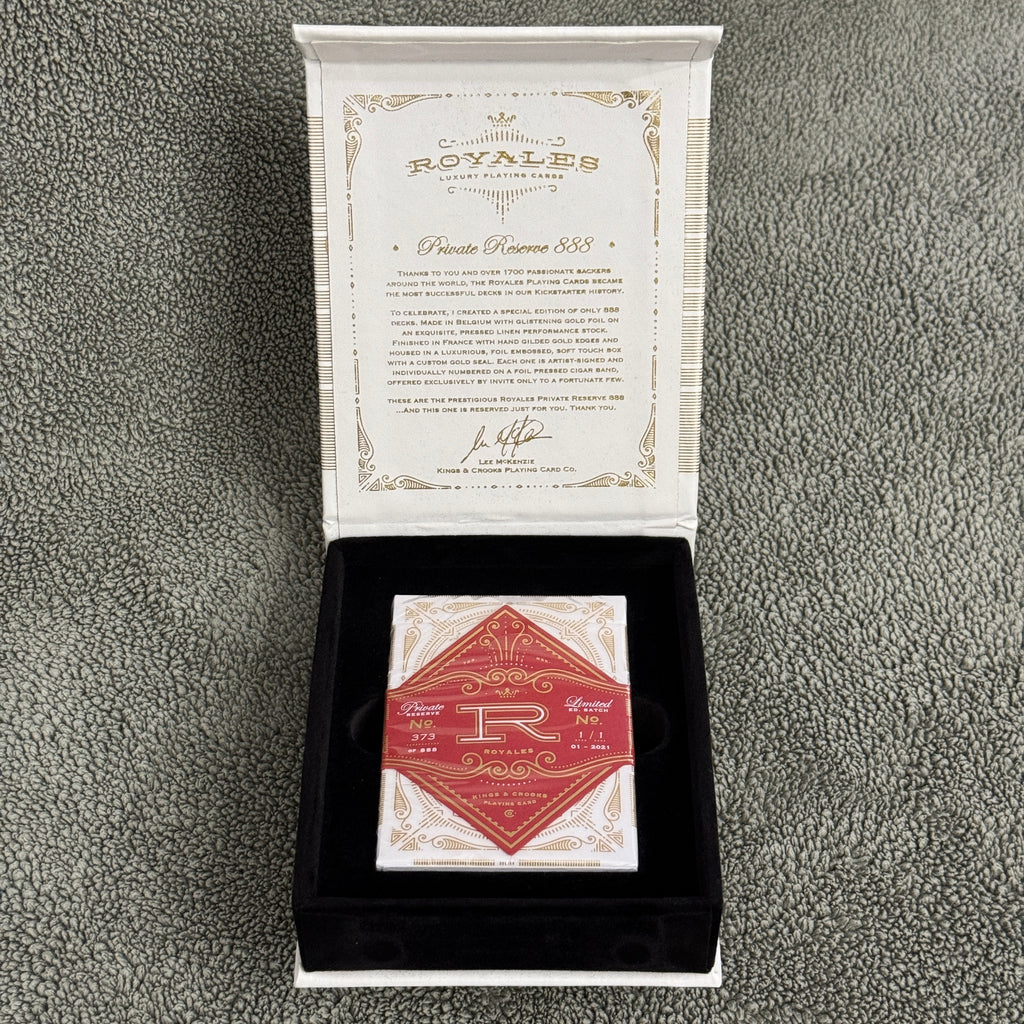 ROYALES
LUXURY PLAYING CARDS
Private Reserve 888
THANKS TO YOU AND OVER 1700 PASSIONATE BACKERS
AROUND THE WORLD, THE ROYALES PLAYING CARDS BECAME
THE MOST SUCCESSFUL DECKS IN OUR KICKSTARTER HISTORY.
TO CELEBRATE, I CREATED A SPECIAL EDITION OF ONLY 888
DECKS. MADE IN BELGIUM WITH GLISTENING GOLD FOIL ON
AN EXQUISITE, PRESSED LINEN PERFORMANCE STOCK.
FINISHED IN FRANCE WITH HAND GILDED GOLD EDGES AND
HOUSED IN A LUXURIOUS, FOIL EMBOSSED, SOFT TOUCH BOX
WITH A CUSTOM GOLD SEAL. EACH ONE IS ARTIST-SIGNED AND
INDIVIDUALLY NUMBERED ON A FOIL PRESSED CIGAR BAND,
OFFERED EXCLUSIVELY BY INVITE ONLY TO A FORTUNATE FEW.
THESE ARE THE PRESTIGIOUS ROYALES PRIVATE RESERVE 888
...AND THIS ONE IS RESERVED JUST FOR YOU. THANK YOU.
LEE MCKENZIE
KINGS & CROOKS PLAYING CARD CO.
Private
RESERVE
No.
373
OF 888
R
ROYALES
Limited
ED. BATCH
No.
1 / 1
01 - 2021
KINGS & CROOKS
PLAYING CARD